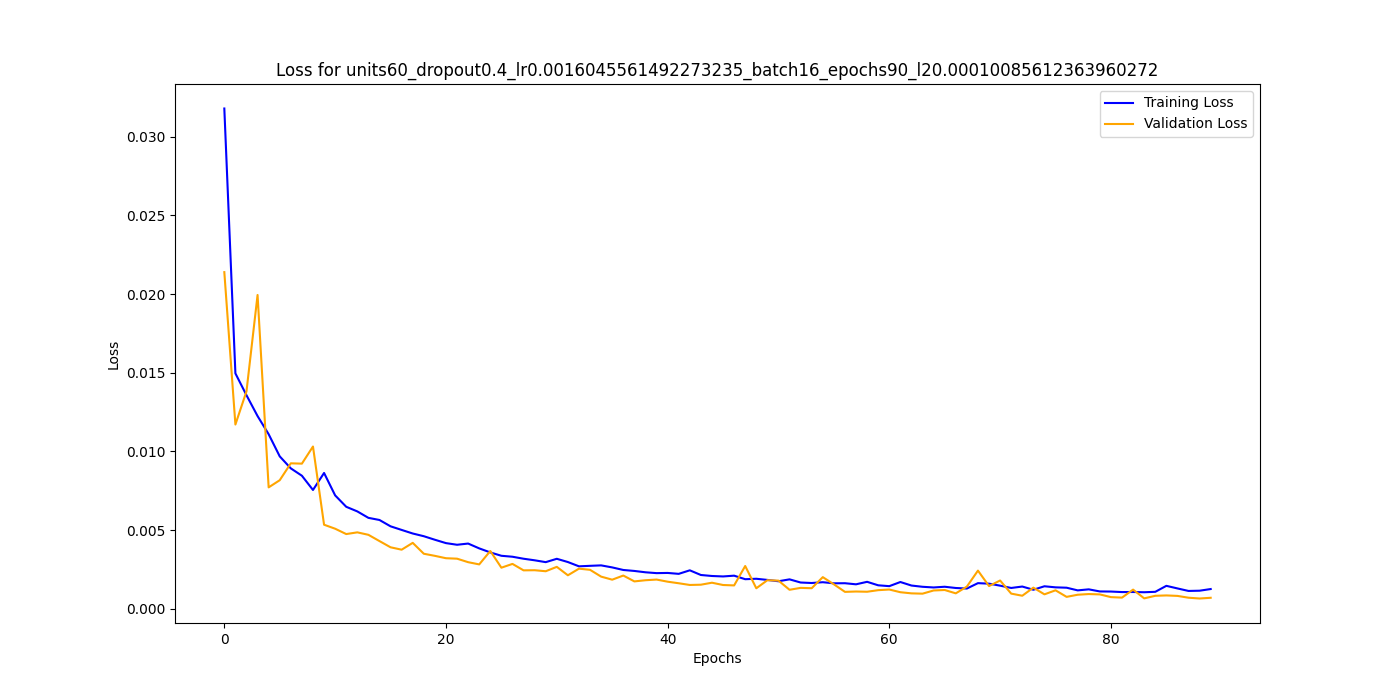 Loss for units60_dropout0.4_lr0.0016045561492273235_batch16_epochs90_l20.00010085612363960272
Training Loss
Validation Loss
0.030
0.025
0.020
0.015
0.010
0.005
0.000
Loss
0 20 40 60 80
Epochs